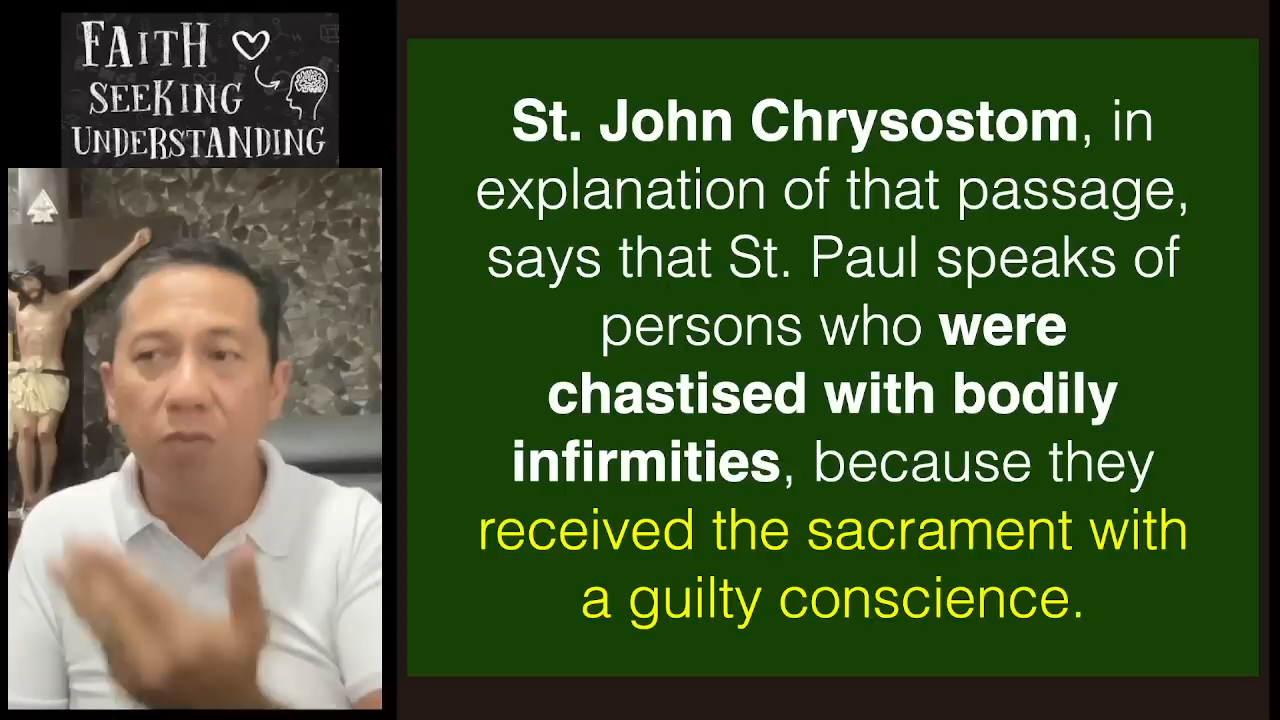 FAITH
SEEKING
UNDERSTANDING
St. John Chrysostom, in
explanation of that passage,
says that St. Paul speaks of
persons who were
chastised with bodily
infirmities, because they
received the sacrament with
a guilty conscience.